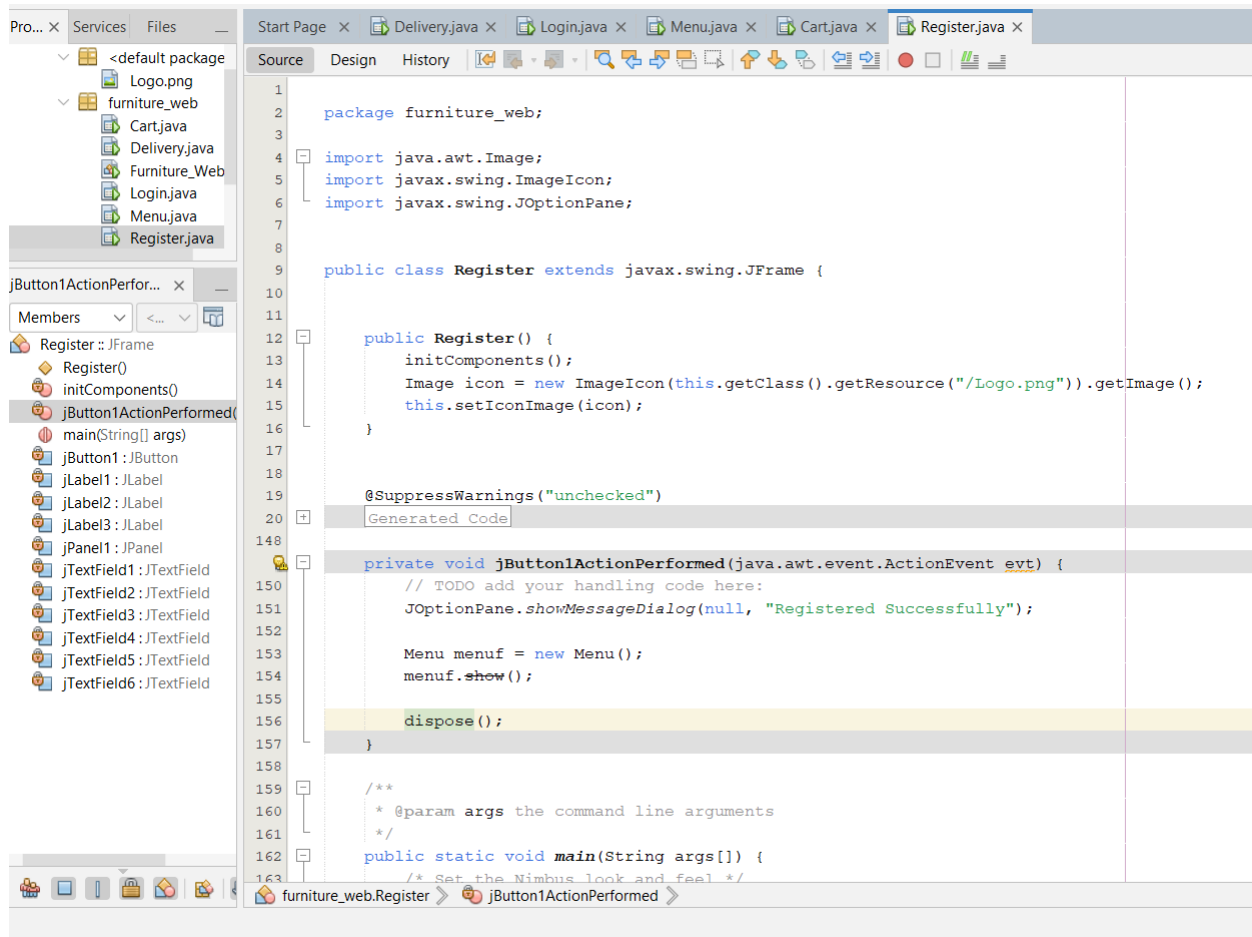 Pro... Services Files
<default package
Logo.png
furniture_web
Cart.java
Delivery.java
Furniture_Web
Login.java
Menu.java
Register.java
jButton1ActionPerfor...
Members <...
Register :: JFrame
Register()
initComponents()
jButton1ActionPerformed(
main(String[] args)
jButton1 : JButton
jLabel1 : JLabel
jLabel2 : JLabel
jLabel3 : JLabel
jPanel1 : JPanel
jTextField1 : JTextField
jTextField2 : JTextField
jTextField3 : JTextField
jTextField4 : JTextField
jTextField5 : JTextField
jTextField6 : JTextField
Start Page Delivery.java Login.java Menu.java Cart.java Register.java
Source Design History
1
2 package furniture_web;
3
4 import java.awt.Image;
5 import javax.swing.ImageIcon;
6 import javax.swing.JOptionPane;
7
8
9 public class Register extends javax.swing.JFrame {
10
11
12 public Register() {
13 initComponents();
14 Image icon = new ImageIcon(this.getClass().getResource("/Logo.png")).getImage();
15 this.setIconImage(icon);
16 }
17
18
19 @SuppressWarnings("unchecked")
20 Generated Code
148
private void jButton1ActionPerformed(java.awt.event.ActionEvent evt) {
150 // TODO add your handling code here:
151 JOptionPane.showMessageDialog(null, "Registered Successfully");
152
153 Menu menuf = new Menu();
154 menuf.show();
155
156 dispose();
157 }
158
159 /**
160 * @param args the command line arguments
161 */
162 public static void main(String args[]) {
163 /* Set the Nimbus look and feel */
furniture_web.Register jButton1ActionPerformed